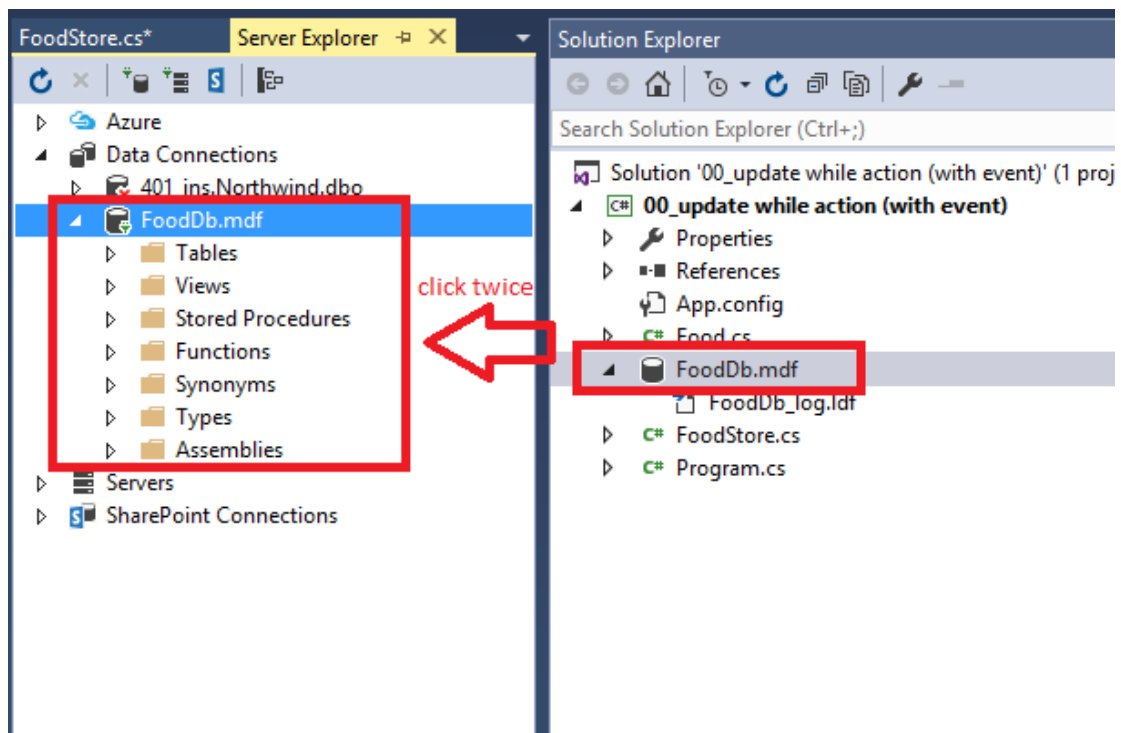 FoodStore.cs*
Server Explorer
Azure
Data Connections
401_ins.Northwind.dbo
FoodDb.mdf
Tables
Views
Stored Procedures
Functions
Synonyms
Types
Assemblies
Servers
SharePoint Connections
click twice
Solution Explorer
Search Solution Explorer (Ctrl+;)
Solution '00_update while action (with event)' (1 proj
C# 00_update while action (with event)
Properties
References
App.config
C# Food.cs
FoodDb.mdf
FoodDb_log.ldf
C# FoodStore.cs
C# Program.cs